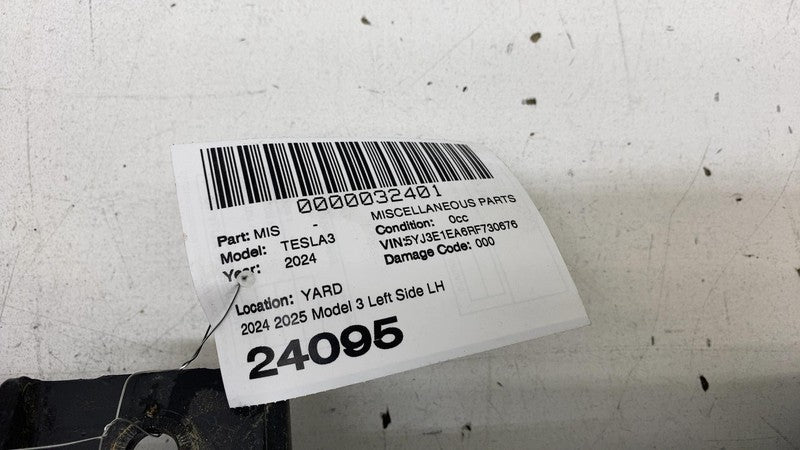 0000032401
Part: MIS - MISCELLANEOUS PARTS
Model: TESLA3 Condition: 0cc
Year: 2024 VIN:5YJ3E1EA6RF730676
Damage Code: 000
Location: YARD
2024 2025 Model 3 Left Side LH
24095